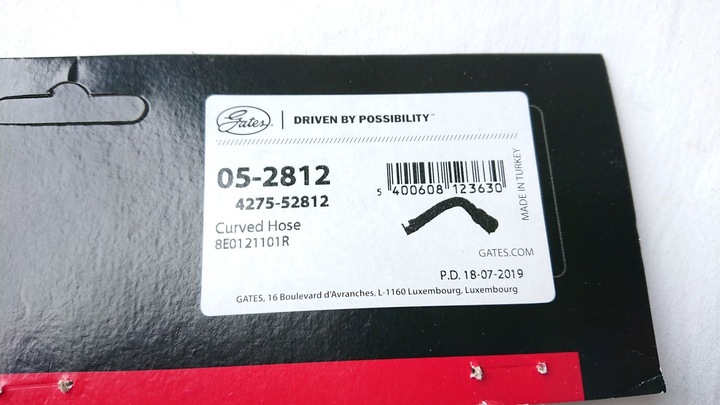 Gates | DRIVEN BY POSSIBILITY™
05-2812
4275-52812
Curved Hose
8E0121101R
5 400608 123630
MADE IN TURKEY
GATES.COM
P.D. 18-07-2019
GATES, 16 Boulevard d'Avranches, L-1160 Luxembourg, Luxembourg